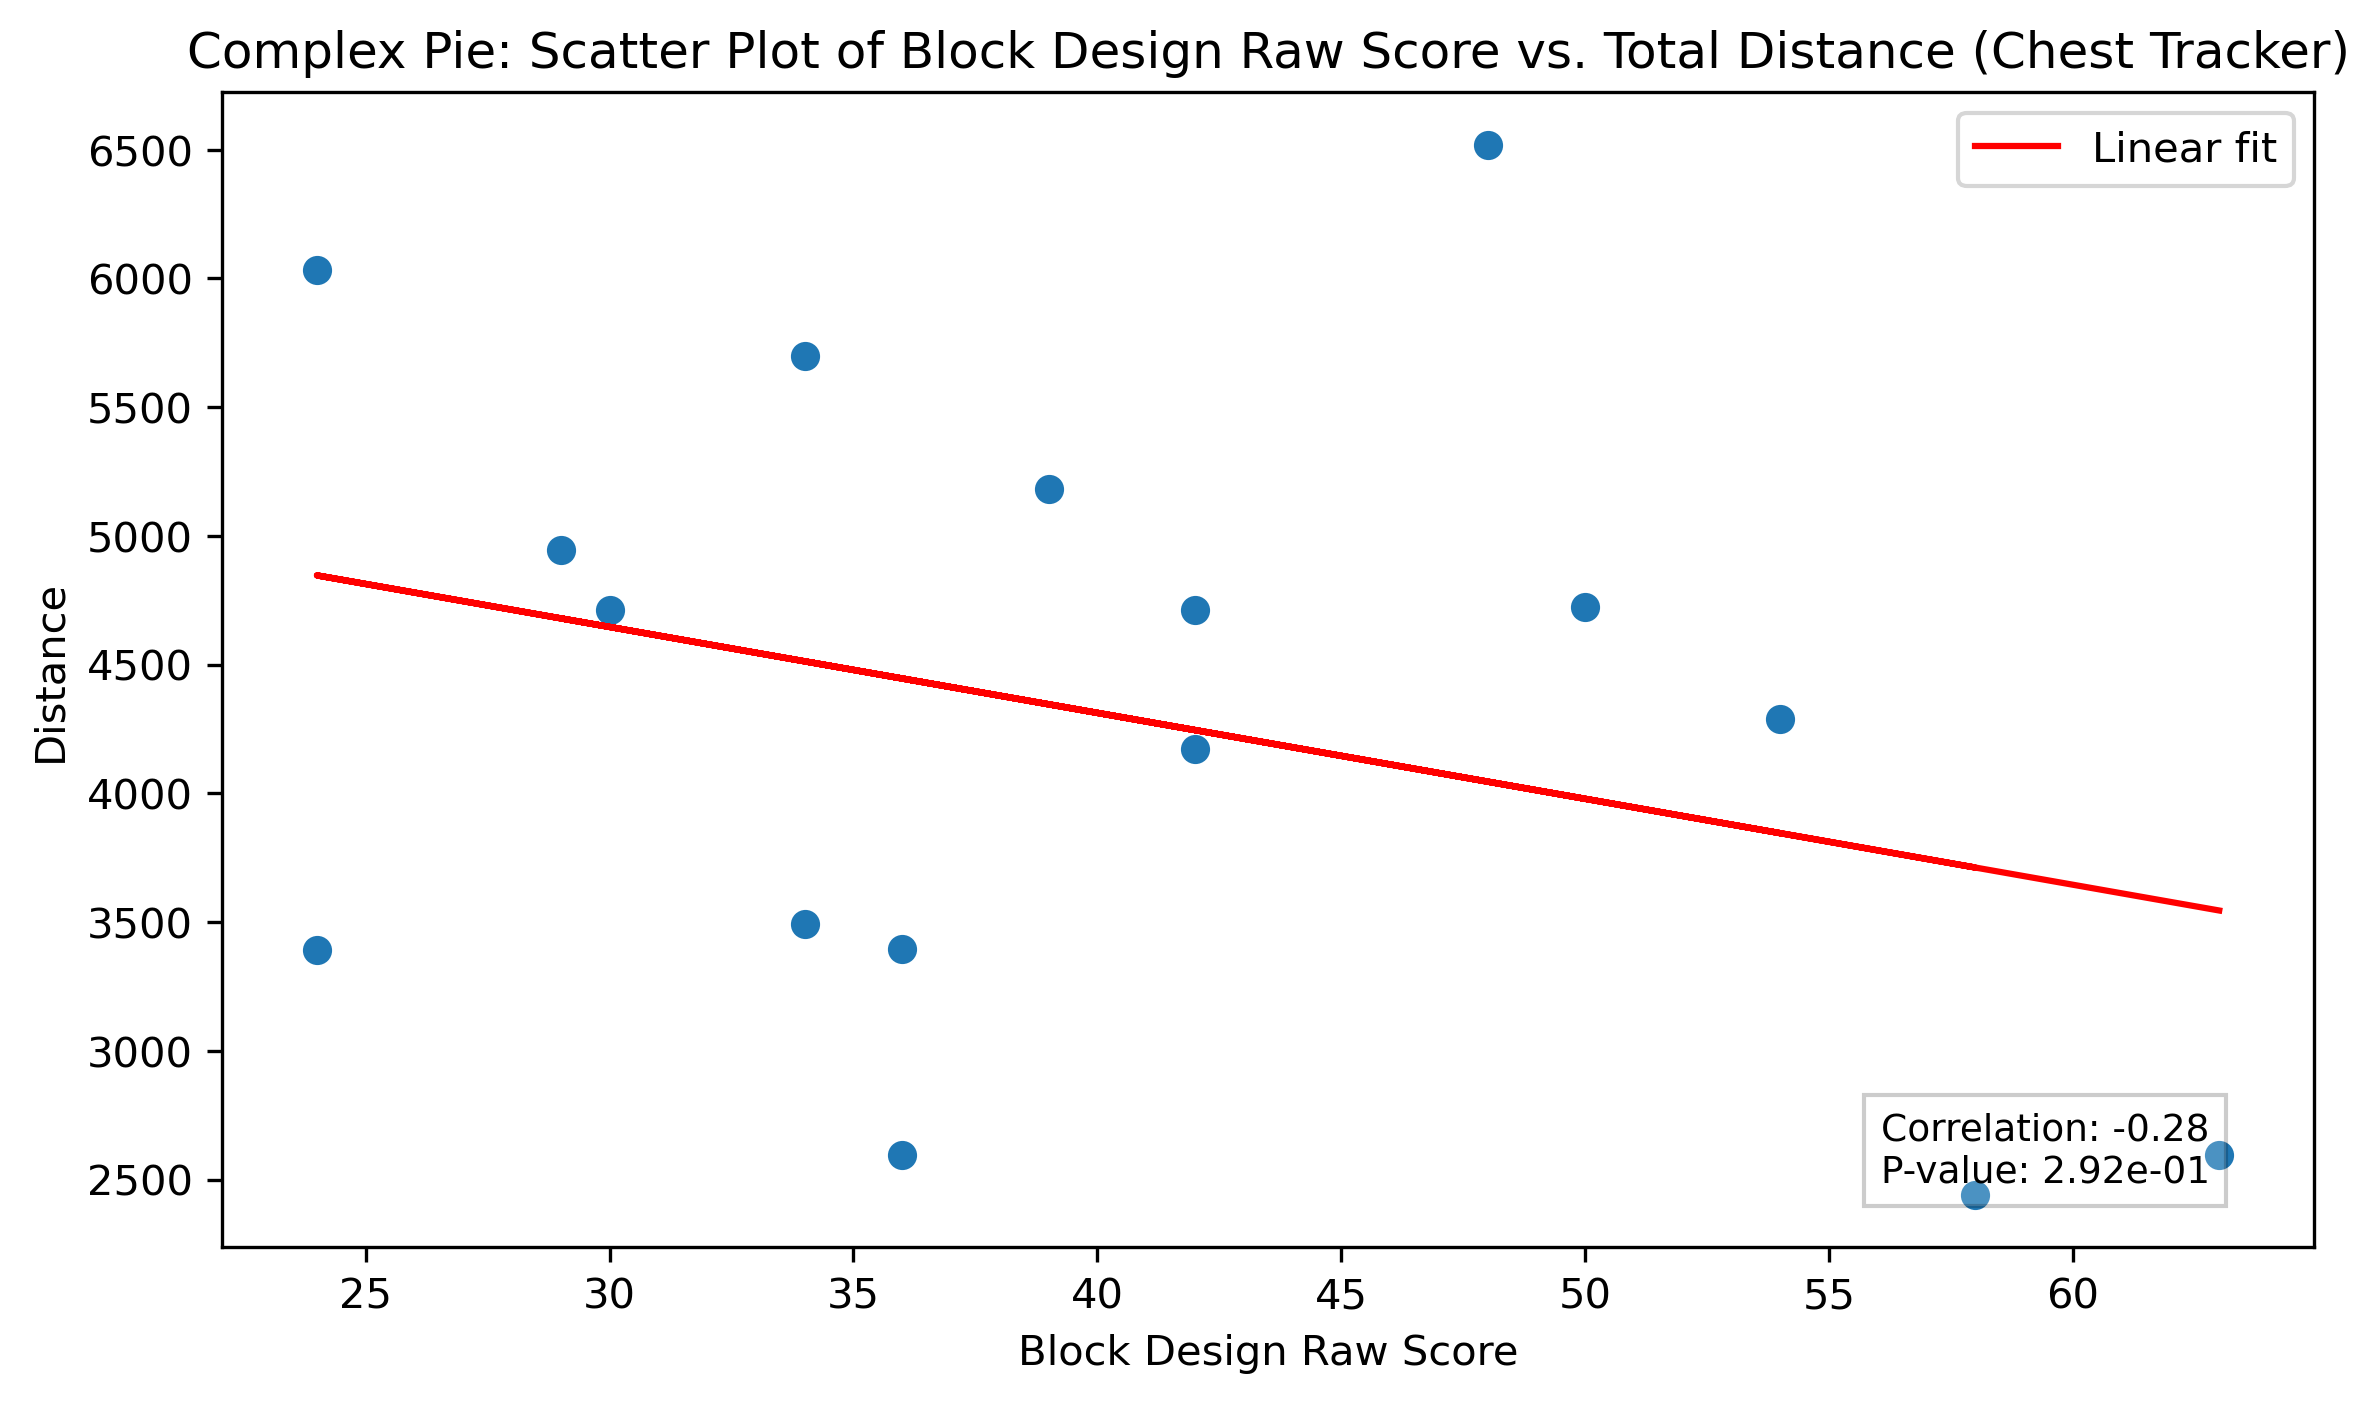 Complex Pie: Scatter Plot of Block Design Raw Score vs. Total Distance (Chest Tracker)
Linear fit
6500
6000
5500
5000
4500
4000
3500
3000
2500
Distance
Correlation: -0.28
P-value: 2.92e-01
25 30 35 40 45 50 55 60
Block Design Raw Score